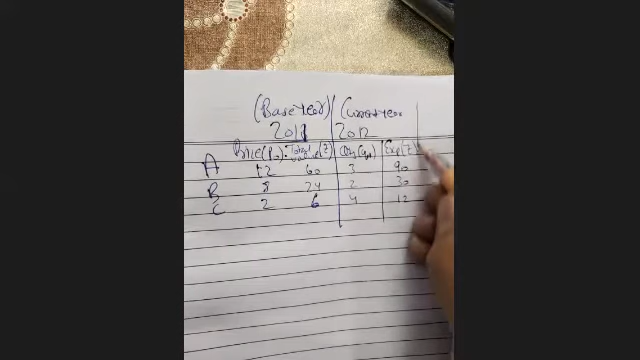 (Base year) (Current year
2011 2012
Price(P0) Total value(Z) Qty(q1) Exp(Z)
A 12 60 3 90
B 8 24 2 30
C 2 6 4 12